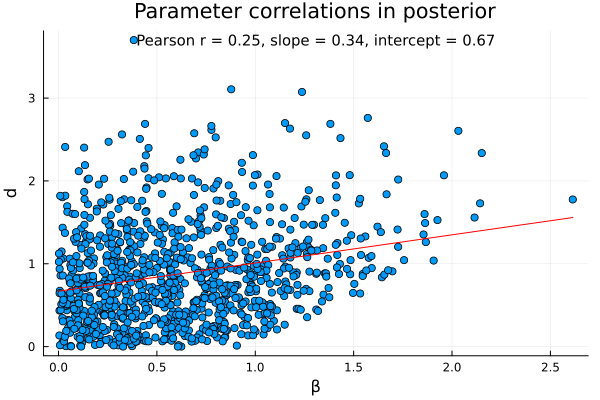 Parameter correlations in posterior
Pearson r = 0.25, slope = 0.34, intercept = 0.67
d
3
2
1
0
0.0 0.5 1.0 1.5 2.0 2.5
β